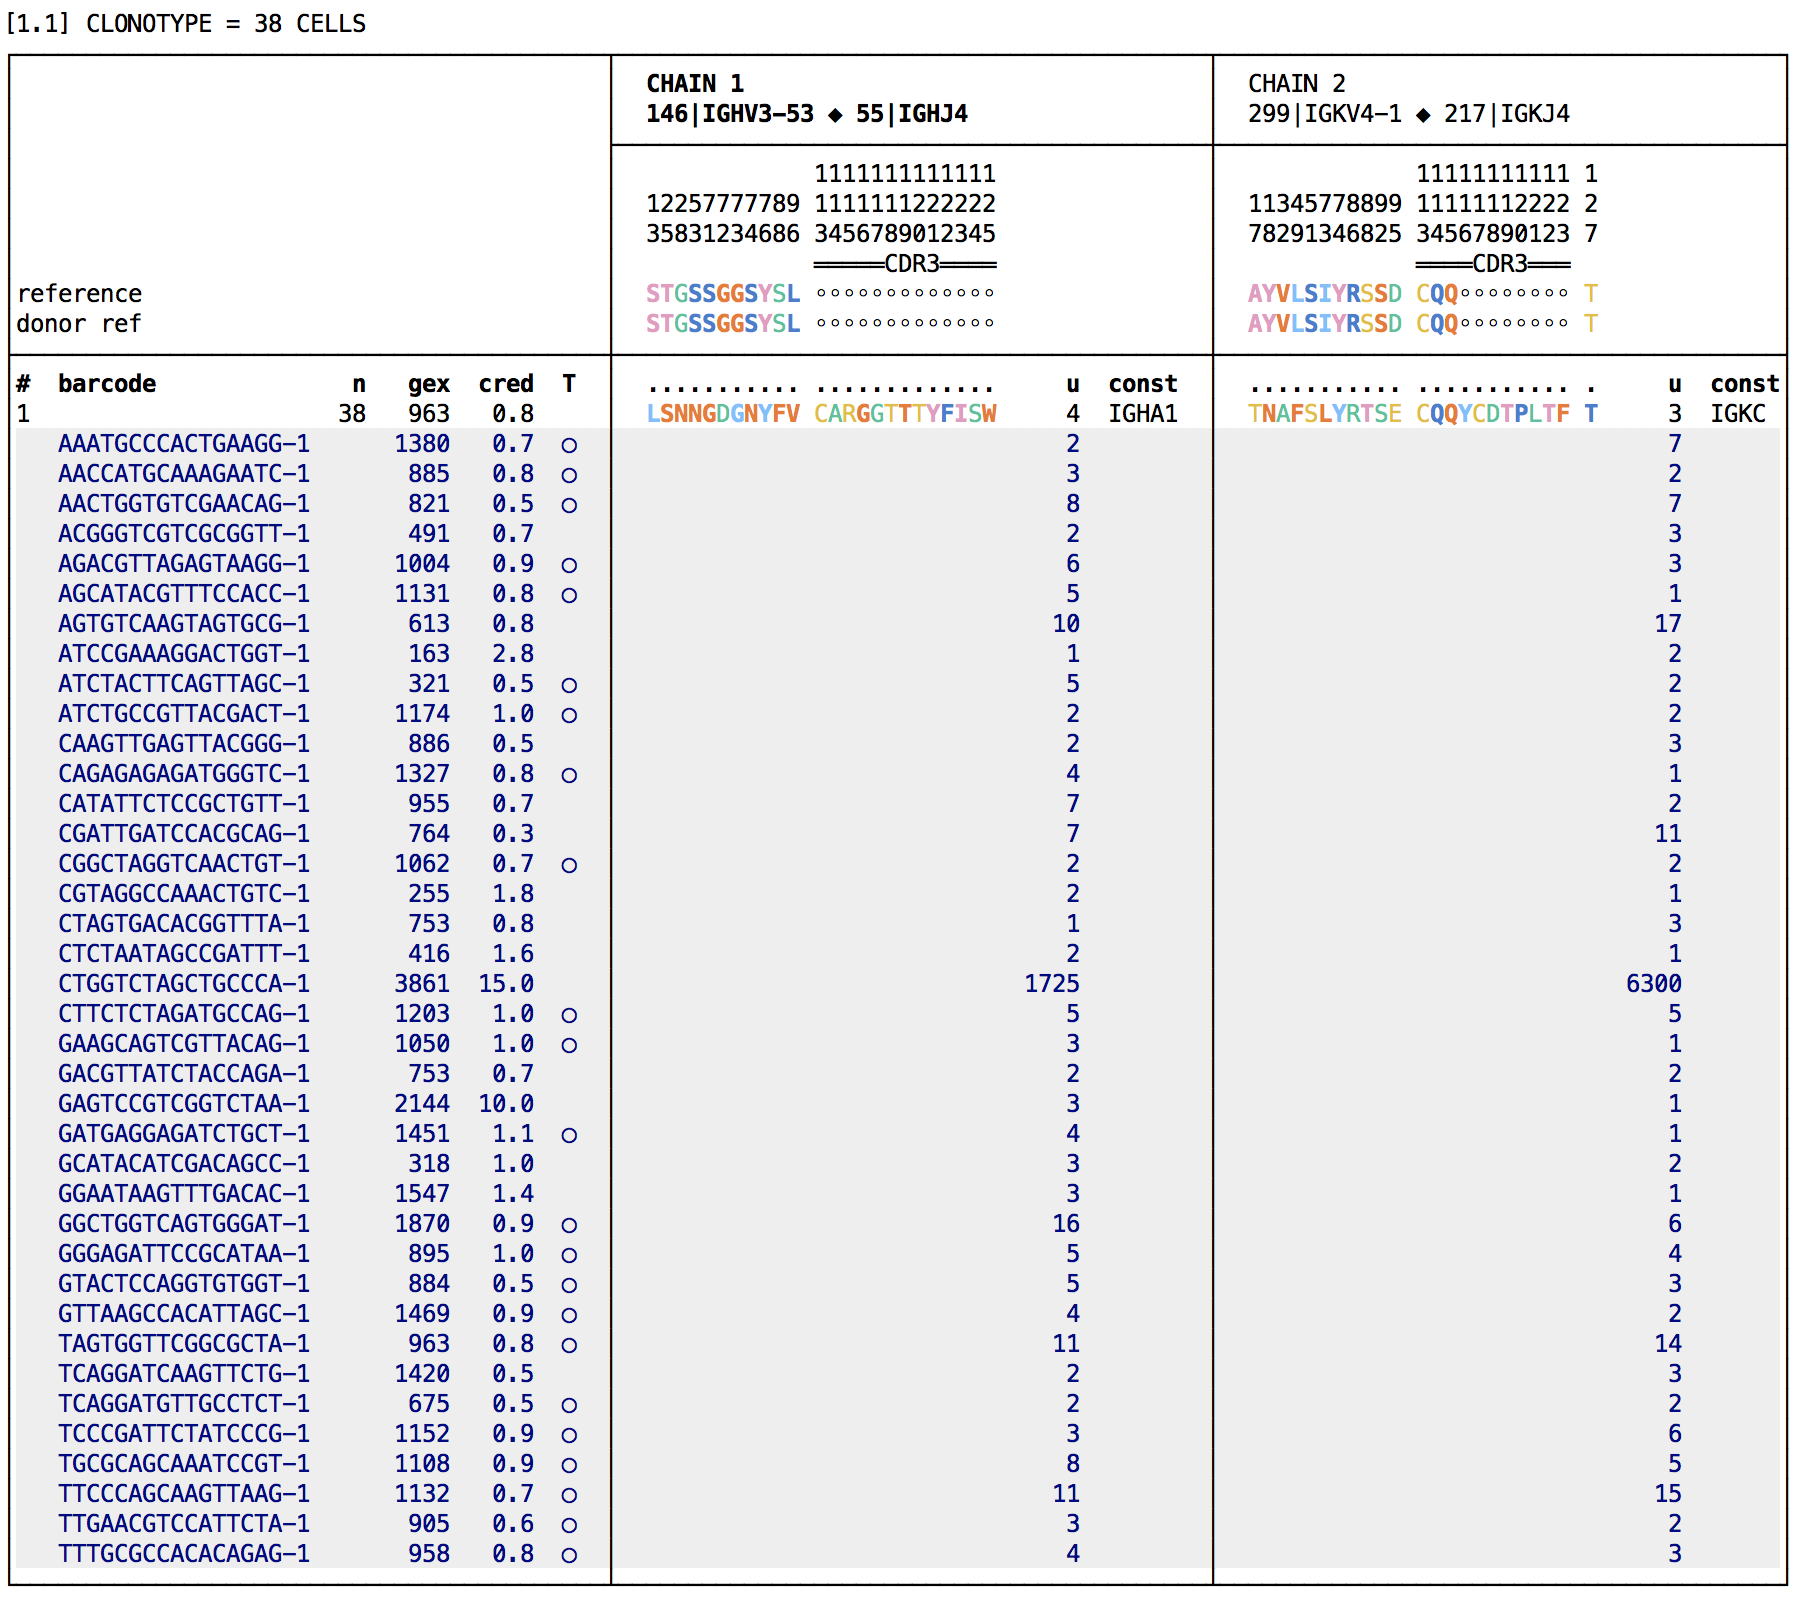 [1.1] CLONOTYPE = 38 CELLS
CHAIN 1 CHAIN 2
146|IGHV3−53 ◆ 55|IGHJ4 299|IGKV4−1 ◆ 217|IGKJ4
1111111111111 11111111111 1
12257777789 1111111222222 11345778899 11111112222 2
35831234686 3456789012345 78291346825 34567890123 7
═════CDR3════ ════CDR3═══
reference STGSSGGSYSL ◦◦◦◦◦◦◦◦◦◦◦◦◦ AYVLSIYRSSD CQQ◦◦◦◦◦◦◦◦ T
donor ref STGSSGGSYSL ◦◦◦◦◦◦◦◦◦◦◦◦◦ AYVLSIYRSSD CQQ◦◦◦◦◦◦◦◦ T
# barcode n gex cred T ........... ............. u const ........... ........... . u const
1 38 963 0.8 LSNNGDGNYFV CARGGTTTYFISW 4 IGHA1 TNAFSLYRTSE CQQYCDTPLTF T 3 IGKC
AAATGCCCACTGAAGG−1 1380 0.7 ○ 2 7
AACCATGCAAAGAATC−1 885 0.8 ○ 3 2
AACTGGTGTCGAACAG−1 821 0.5 ○ 8 7
ACGGGTCGTCGCGGTT−1 491 0.7 2 3
AGACGTTAGAGTAAGG−1 1004 0.9 ○ 6 3
AGCATACGTTTCCACC−1 1131 0.8 ○ 5 1
AGTGTCAAGTAGTGCG−1 613 0.8 10 17
ATCCGAAAGGACTGGT−1 163 2.8 1 2
ATCTACTTCAGTTAGC−1 321 0.5 ○ 5 2
ATCTGCCGTTACGACT−1 1174 1.0 ○ 2 2
CAAGTTGAGTTACGGG−1 886 0.5 2 3
CAGAGAGAGATGGGTC−1 1327 0.8 ○ 4 1
CATATTCTCCGCTGTT−1 955 0.7 7 2
CGATTGATCCACGCAG−1 764 0.3 7 11
CGGCTAGGTCAACTGT−1 1062 0.7 ○ 2 2
CGTAGGCCAAACTGTC−1 255 1.8 2 1
CTAGTGACACGGTTTA−1 753 0.8 1 3
CTCTAATAGCCGATTT−1 416 1.6 2 1
CTGGTCTAGCTGCCCA−1 3861 15.0 1725 6300
CTTCTCTAGATGCCAG−1 1203 1.0 ○ 5 5
GAAGCAGTCGTTACAG−1 1050 1.0 ○ 3 1
GACGTTATCTACCAGA−1 753 0.7 2 2
GAGTCCGTCGGTCTAA−1 2144 10.0 3 1
GATGAGGAGATCTGCT−1 1451 1.1 ○ 4 1
GCATACATCGACAGCC−1 318 1.0 3 2
GGAATAAGTTTGACAC−1 1547 1.4 3 1
GGCTGGTCAGTGGGAT−1 1870 0.9 ○ 16 6
GGGAGATTCCGCATAA−1 895 1.0 ○ 5 4
GTACTCCAGGTGTGGT−1 884 0.5 ○ 5 3
GTTAAGCCACATTAGC−1 1469 0.9 ○ 4 2
TAGTGGTTCGGCGCTA−1 963 0.8 ○ 11 14
TCAGGATCAAGTTCTG−1 1420 0.5 2 3
TCAGGATGTTGCCTCT−1 675 0.5 ○ 2 2
TCCCGATTCTATCCCG−1 1152 0.9 ○ 3 6
TGCGCAGCAAATCCGT−1 1108 0.9 ○ 8 5
TTCCCAGCAAGTTAAG−1 1132 0.7 ○ 11 15
TTGAACGTCCATTCTA−1 905 0.6 ○ 3 2
TTTGCGCCACACAGAG−1 958 0.8 ○ 4 3